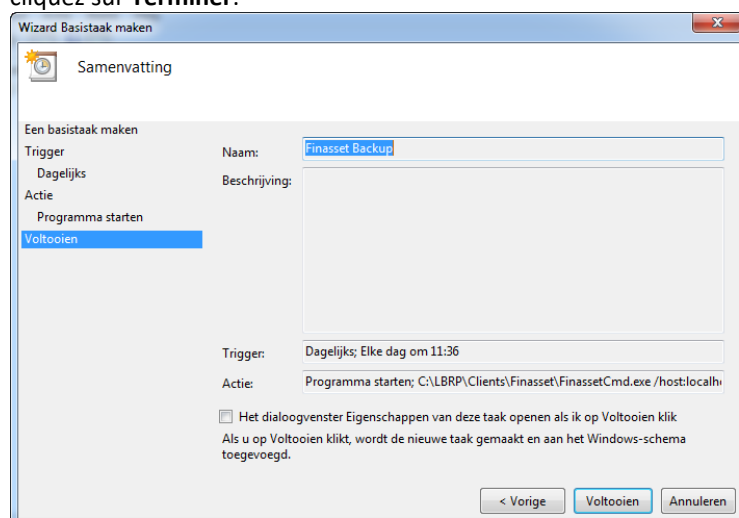 cliquez sur Terminer.
Wizard Basistaak maken
Samenvatting
Een basistaak maken
Trigger
Dagelijks
Actie
Programma starten
Voltooien
Naam:
Finasset Backup
Beschrijving:
Trigger:
Dagelijks; Elke dag om 11:36
Actie:
Programma starten; C:\LBRP\Clients\Finasset\FinassetCmd.exe /host:localh
Het dialoogvenster Eigenschappen van deze taak openen als ik op Voltooien klik
Als u op Voltooien klikt, wordt de nieuwe taak gemaakt en aan het Windows-schema
toegevoegd.
< Vorige
Voltooien
Annuleren